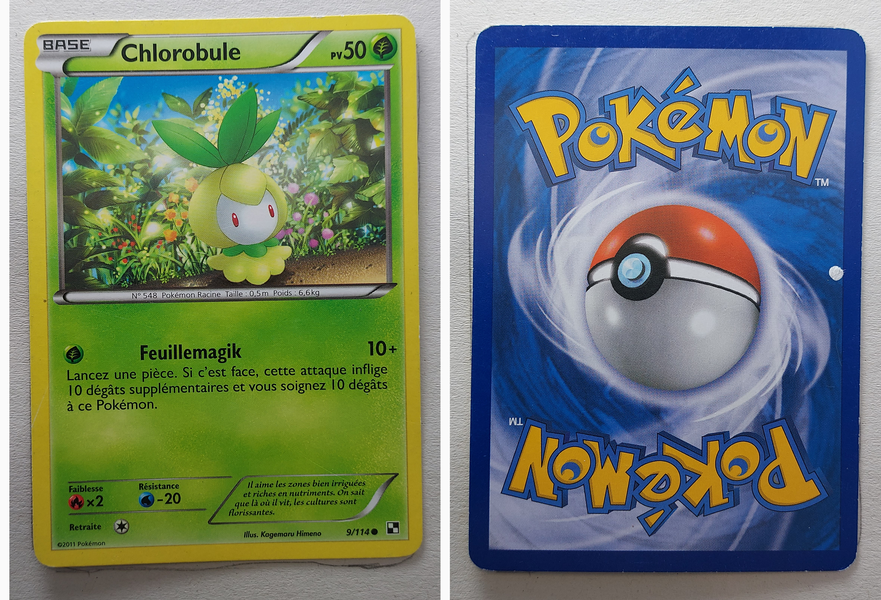 BASE
Chlorobule
PV50
N° 548 Pokémon Racine Taille : 0,5m Poids : 6,6kg
Feuillemagik 10+
Lancez une pièce. Si c'est face, cette attaque inflige
10 dégâts supplémentaires et vous soignez 10 dégâts
à ce Pokémon.
Faiblesse
×2
Résistance
-20
Retraite
Il aime les zones bien irriguées
et riches en nutriments. On sait
que là où il vit, les cultures sont
florissantes.
©2011 Pokémon
Illus. Kagemaru Himeno
9/114
POKéMON
TM
POKéMON
TM